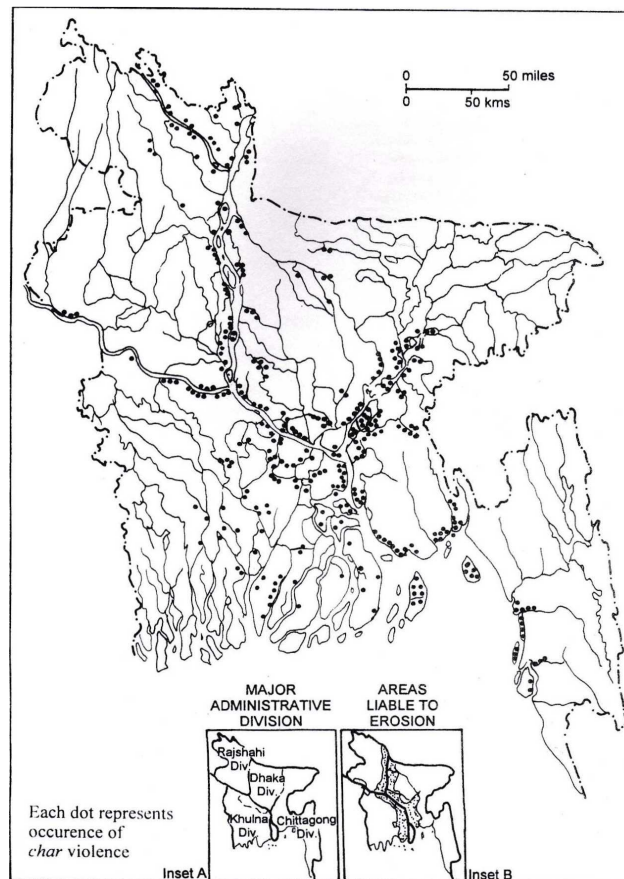 0 50 miles
0 50 kms
MAJOR
ADMINISTRATIVE
DIVISION
AREAS
LIABLE TO
EROSION
Rajshahi
Div.
Dhaka
Div.
Khulna
Div.
Chittagong
Div.
Each dot represents
occurence of
char violence
Inset A
Inset B